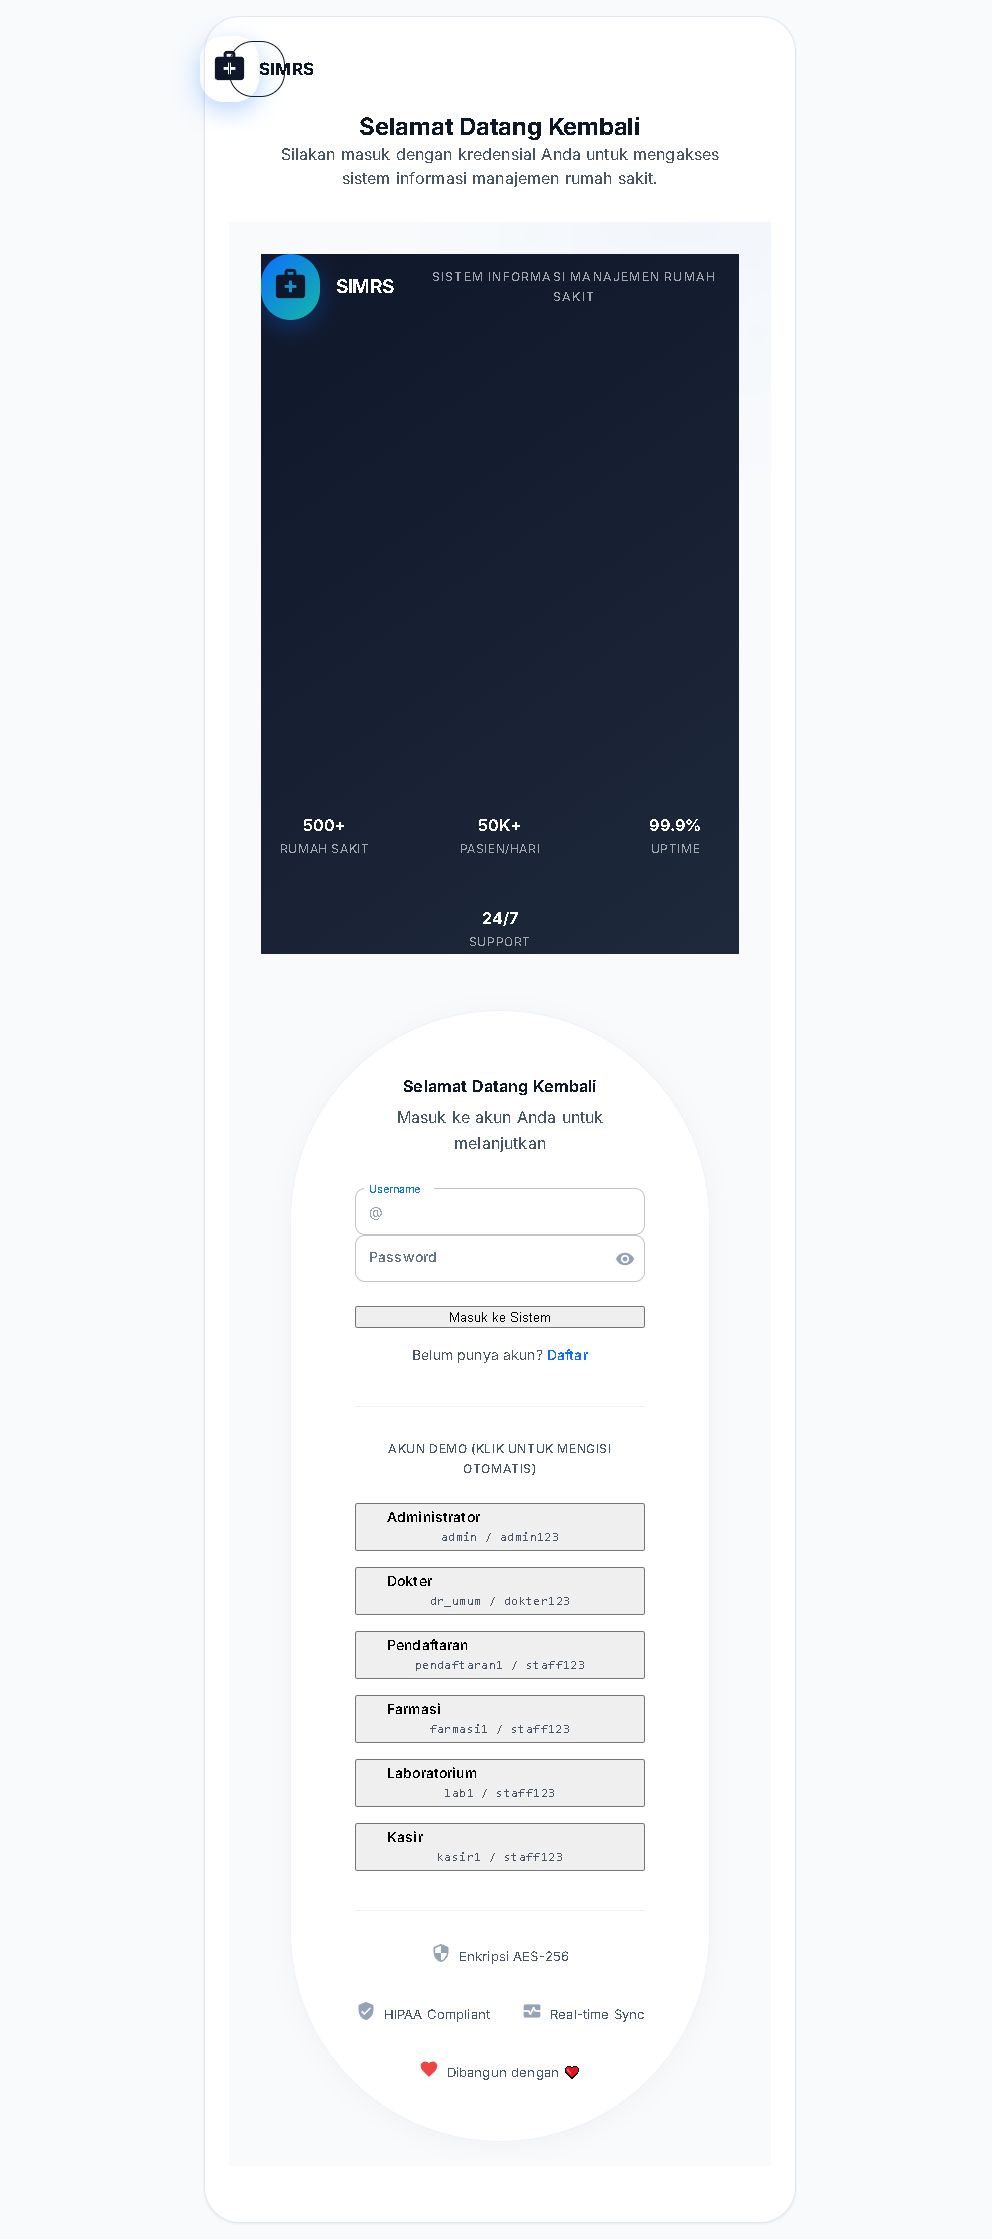 SIMRS
Selamat Datang Kembali
Silakan masuk dengan kredensial Anda untuk mengakses
sistem informasi manajemen rumah sakit.
SIMRS
SISTEM INFORMASI MANAJEMEN RUMAH
SAKIT
500+
RUMAH SAKIT
50K+
PASIEN/HARI
99.9%
UPTIME
24/7
SUPPORT
Selamat Datang Kembali
Masuk ke akun Anda untuk
melanjutkan
Username
@
Password
Masuk ke Sistem
Belum punya akun? Daftar
AKUN DEMO (KLIK UNTUK MENGISI
OTOMATIS)
Administrator
admin / admin123
Dokter
dr_umum / dokter123
Pendaftaran
pendaftaran1 / staff123
Farmasi
farmasi1 / staff123
Laboratorium
lab1 / staff123
Kasir
kasir1 / staff123
Enkripsi AES-256
HIPAA Compliant
Real-time Sync
Dibangun dengan ❤️